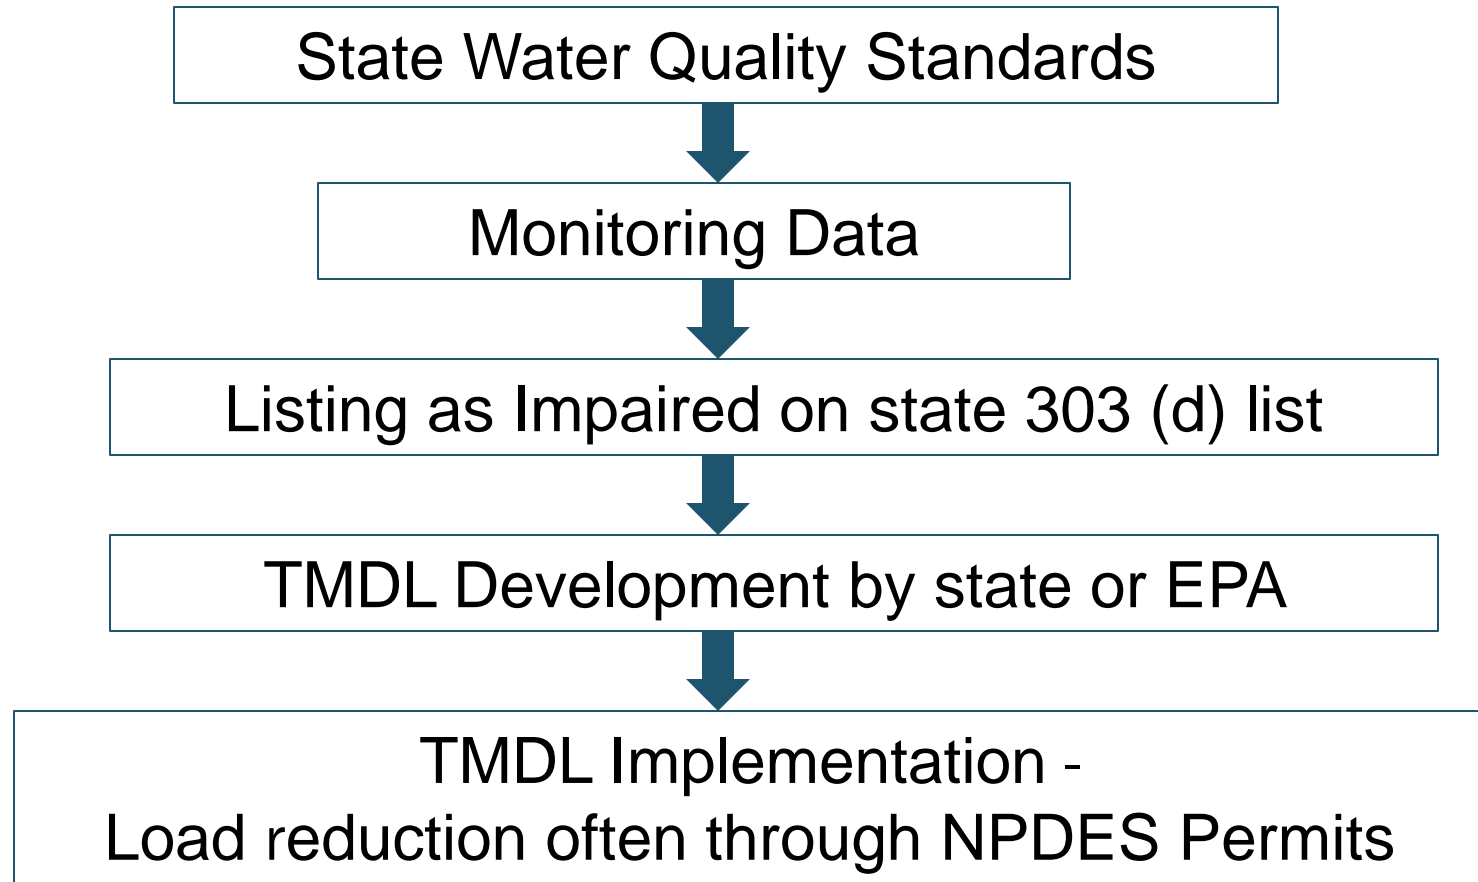 State Water Quality Standards
Monitoring Data
Listing as Impaired on state 303 (d) list
TMDL Development by state or EPA
TMDL Implementation -
Load reduction often through NPDES Permits